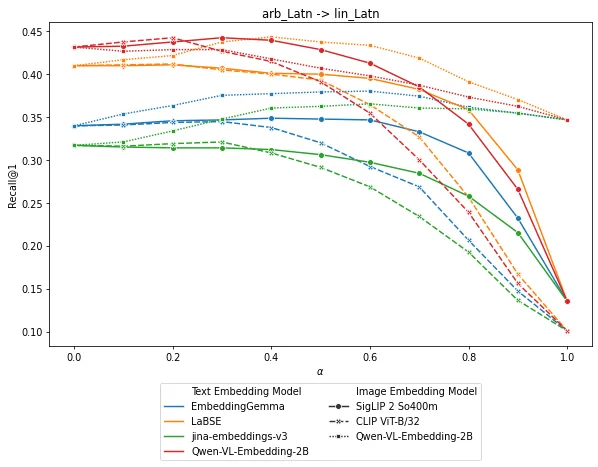 arb_Latn -> lin_Latn
Recall@1
0.45
0.40
0.35
0.30
0.25
0.20
0.15
0.10
0.0 0.2 0.4 0.6 0.8 1.0
α
Text Embedding Model Image Embedding Model
EmbeddingGemma SigLIP 2 So400m
LaBSE CLIP ViT-B/32
jina-embeddings-v3 Qwen-VL-Embedding-2B
Qwen-VL-Embedding-2B